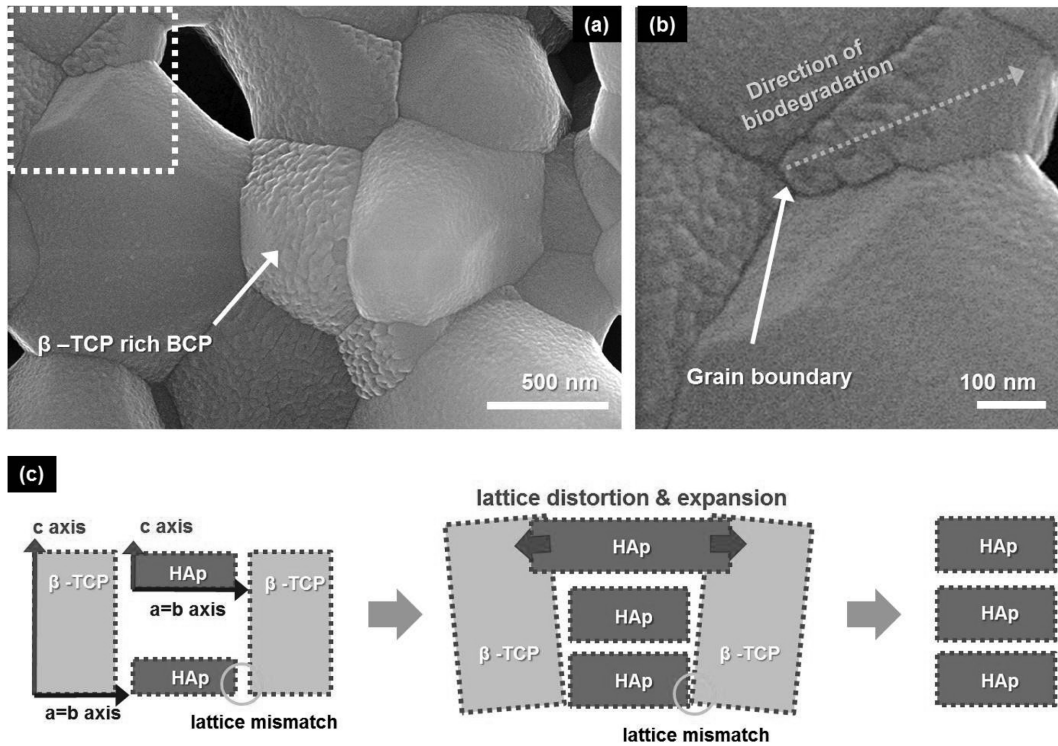 (a)
β –TCP rich BCP
500 nm
(b)
Direction of
biodegradation
Grain boundary
100 nm
(c)
c axis
β -TCP
a=b axis
c axis
HAp
a=b axis
HAp
lattice mismatch
β -TCP
lattice distortion & expansion
HAp
β -TCP
HAp
HAp
β -TCP
lattice mismatch
HAp
HAp
HAp